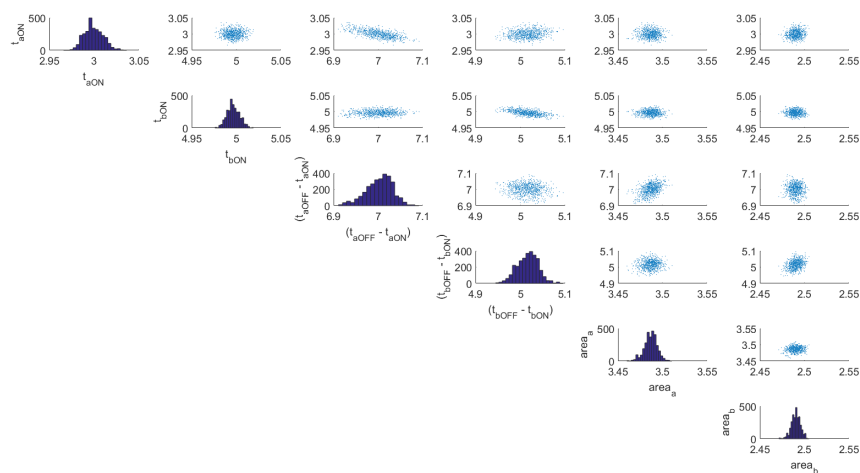 t_aON
500
0
2.95 3 3.05
t_aON
3.05
3
2.95
4.95 5 5.05
3.05
3
2.95
6.9 7 7.1
3.05
3
2.95
4.9 5 5.1
3.05
3
2.95
3.45 3.5 3.55
3.05
3
2.95
2.45 2.5 2.55
t_bON
500
0
4.95 5 5.05
t_bON
5.05
5
4.95
6.9 7 7.1
5.05
5
4.95
4.9 5 5.1
5.05
5
4.95
3.45 3.5 3.55
5.05
5
4.95
2.45 2.5 2.55
(t_aOFF - t_aON)
400
200
0
6.9 7 7.1
(t_aOFF - t_aON)
7.1
7
6.9
4.9 5 5.1
7.1
7
6.9
3.45 3.5 3.55
7.1
7
6.9
2.45 2.5 2.55
(t_bOFF - t_bON)
400
200
0
4.9 5 5.1
(t_bOFF - t_bON)
5.1
5
4.9
3.45 3.5 3.55
5.1
5
4.9
2.45 2.5 2.55
area_a
500
0
3.45 3.5 3.55
area_a
3.55
3.5
3.45
2.45 2.5 2.55
area_b
500
0
2.45 2.5 2.55
area_b